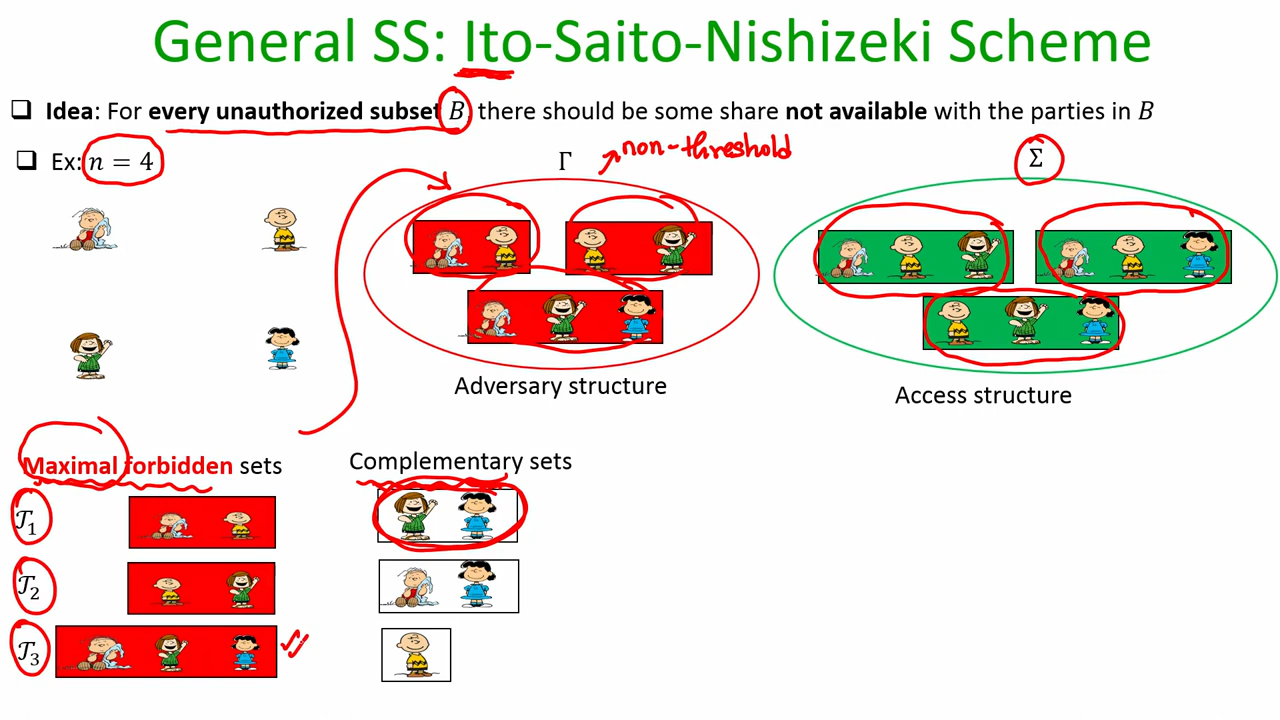 General SS: Ito-Saito-Nishizeki Scheme
❑ Idea: For every unauthorized subset B, there should be some share not available with the parties in B
❑ Ex: n = 4
Γ
non-threshold
Σ
Adversary structure
Access structure
Maximal forbidden sets
Complementary sets
𝒯₁
𝒯₂
𝒯₃